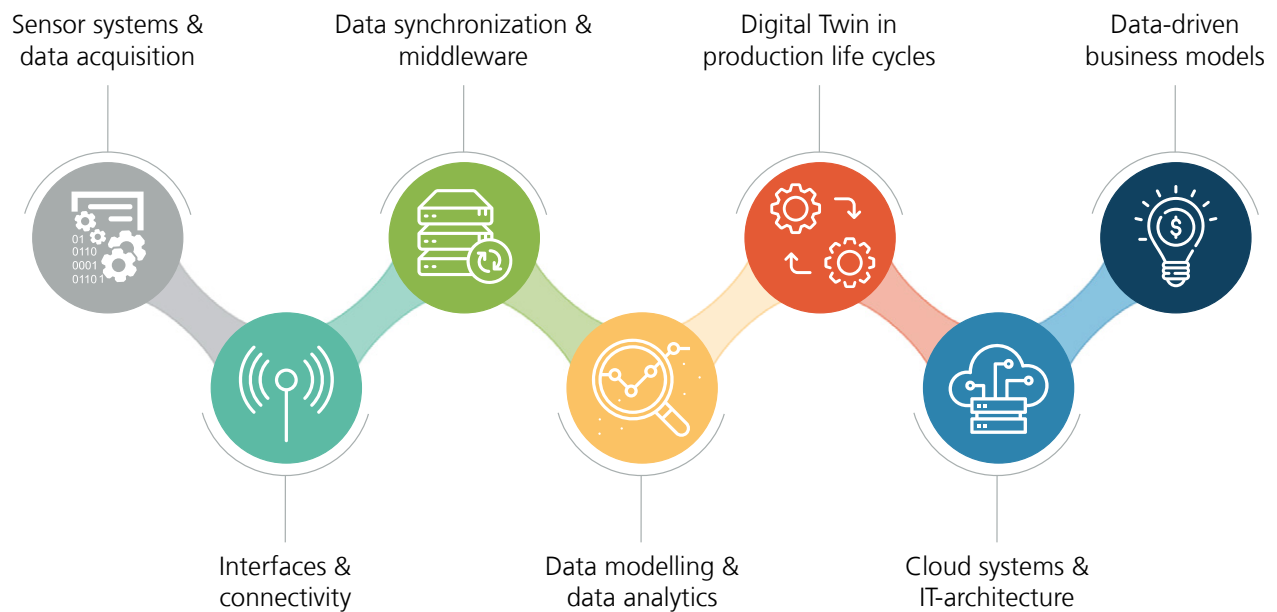 Sensor systems &
data acquisition
Data synchronization &
middleware
Digital Twin in
production life cycles
Data-driven
business models
01
0110
0001
01101
$
Interfaces &
connectivity
Data modelling &
data analytics
Cloud systems &
IT-architecture